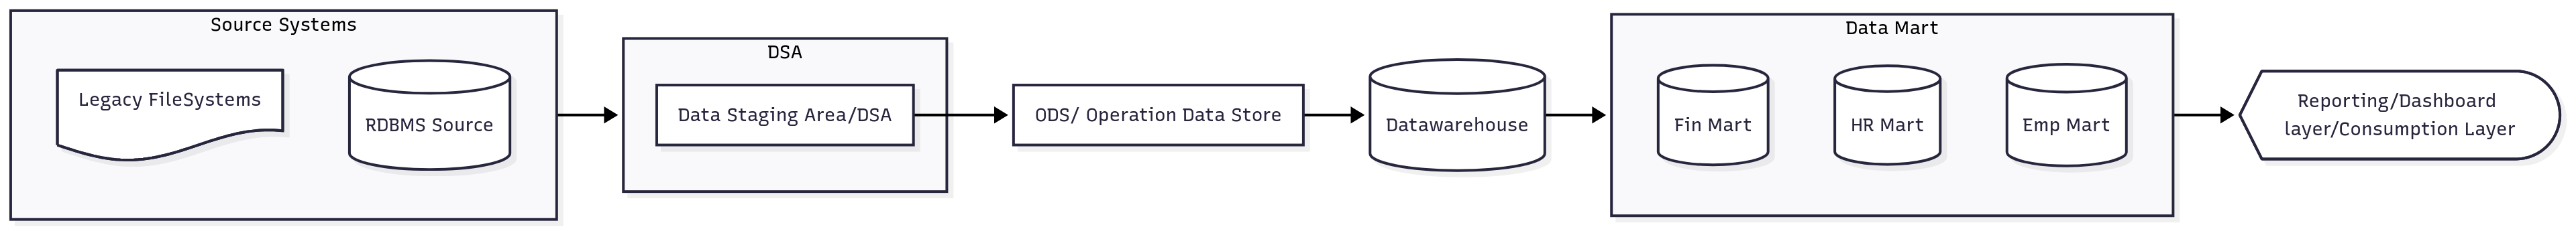 Source Systems
Legacy FileSystems
RDBMS Source
DSA
Data Staging Area/DSA
ODS/ Operation Data Store
Datawarehouse
Data Mart
Fin Mart
HR Mart
Emp Mart
Reporting/Dashboard
layer/Consumption Layer